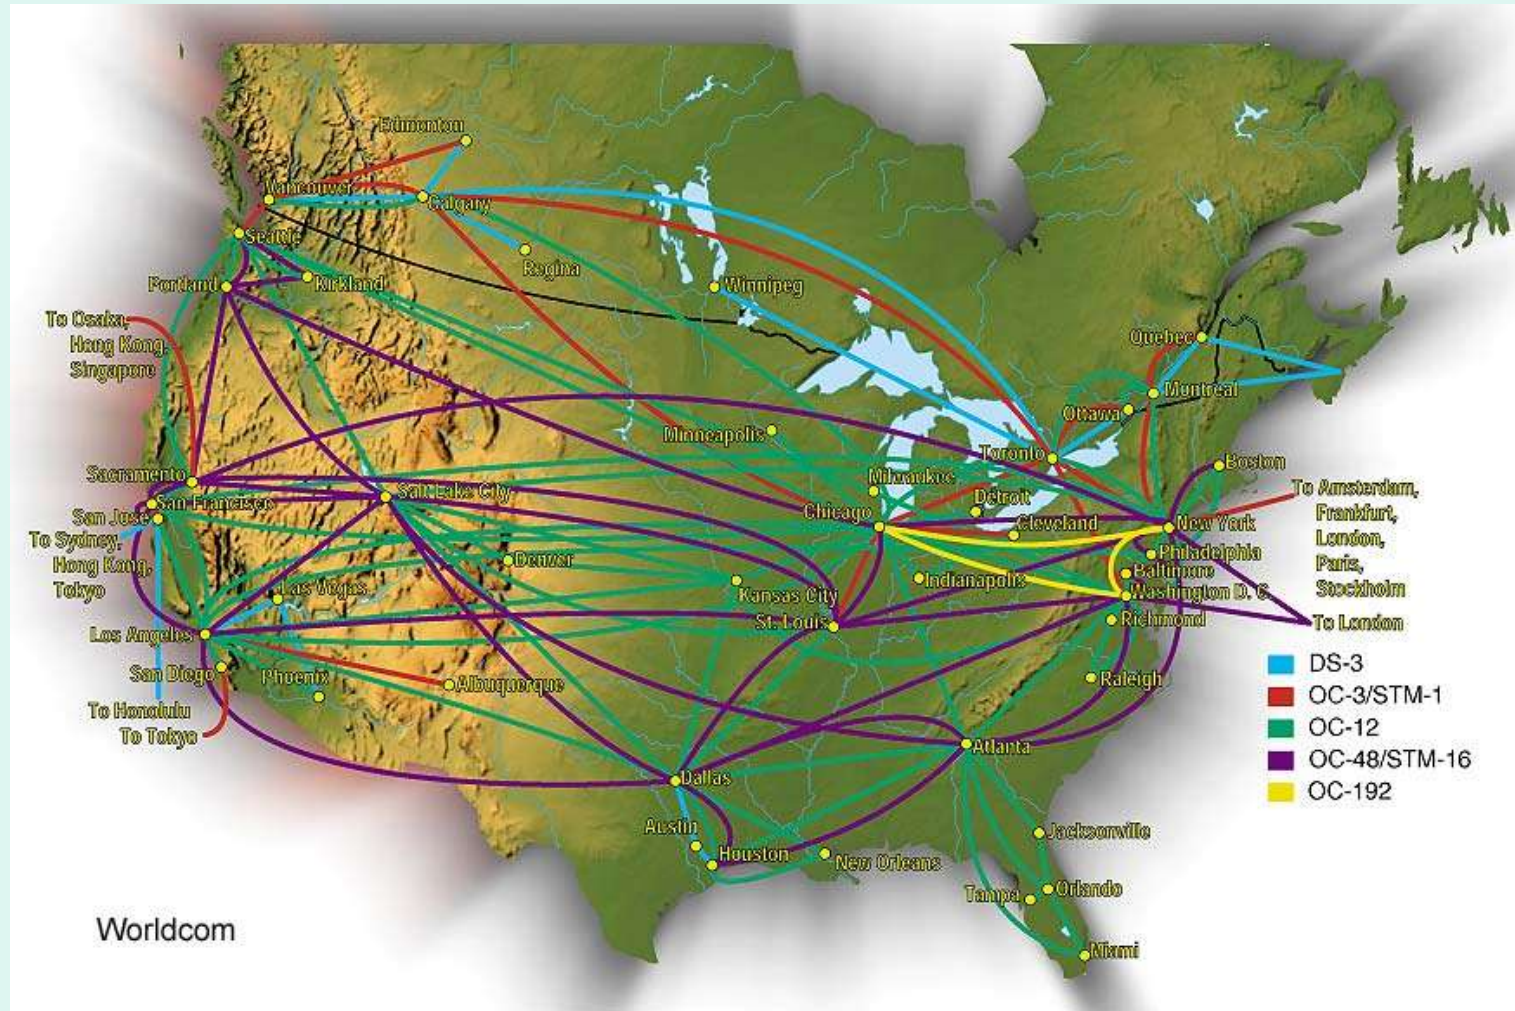 Edmonton
Vancouver
Calgary
Seattle
Regina
Portland
Kirkland
Winnipeg
To Osaka,
Hong Kong,
Singapore
Quebec
Montreal
Ottawa
Minneapolis
Toronto
Boston
Sacramento
Milwaukee
Salt Lake City
Detroit
To Amsterdam,
Frankfurt,
London,
Paris,
Stockholm
San Francisco
Chicago
San Jose
Cleveland
New York
To Sydney,
Hong Kong,
Tokyo
Denver
Philadelphia
Baltimore
Indianapolis
Las Vegas
Kansas City
Washington D. C.
St. Louis
Richmond
To London
Los Angeles
San Diego
Phoenix
Albuquerque
Raleigh
To Honolulu
To Tokyo
DS-3
OC-3/STM-1
OC-12
OC-48/STM-16
OC-192
Atlanta
Dallas
Austin
Houston
New Orleans
Jacksonville
Tampa
Orlando
Miami
Worldcom